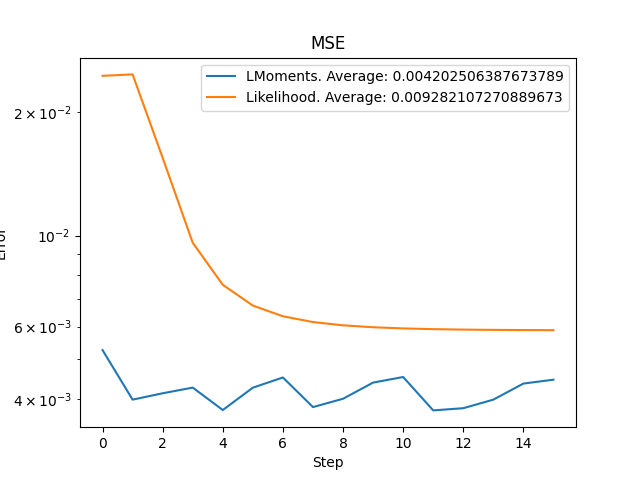 MSE
LMoments. Average: 0.004202506387673789
Likelihood. Average: 0.009282107270889673
2 × 10⁻²
10⁻²
6 × 10⁻³
4 × 10⁻³
Error
0 2 4 6 8 10 12 14
Step